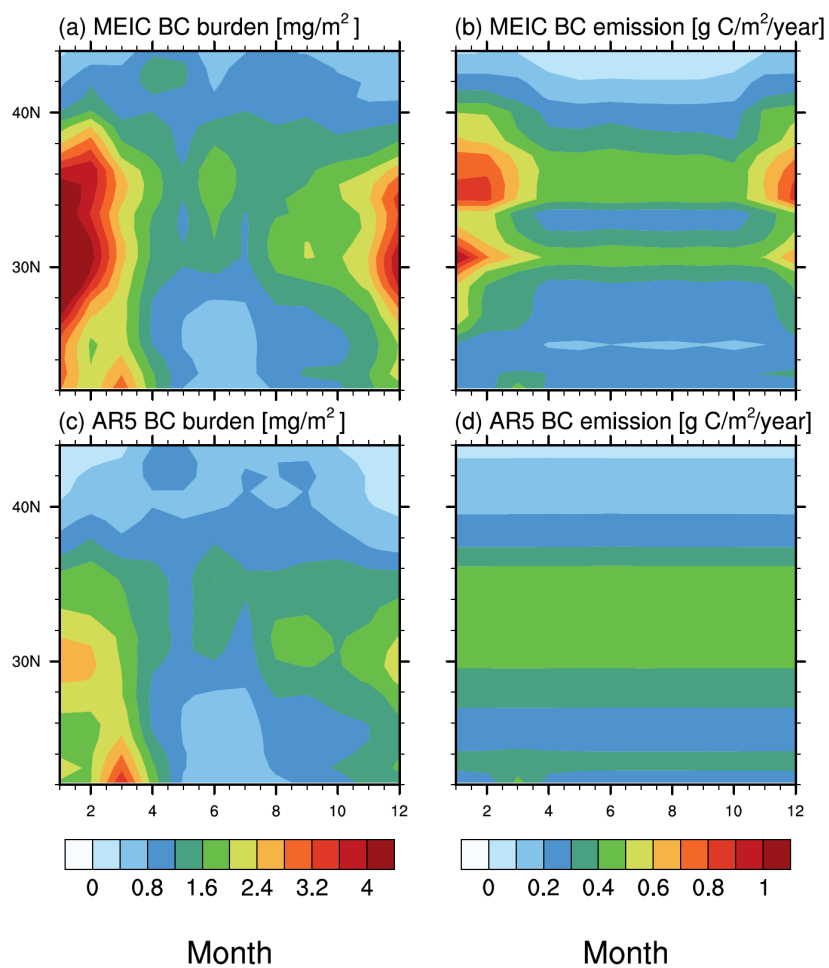 (a) MEIC BC burden [mg/m²]
(b) MEIC BC emission [g C/m²/year]
40N
30N
(c) AR5 BC burden [mg/m²]
(d) AR5 BC emission [g C/m²/year]
40N
30N
2 4 6 8 10 12
2 4 6 8 10 12
0 0.8 1.6 2.4 3.2 4
0 0.2 0.4 0.6 0.8 1
Month
Month